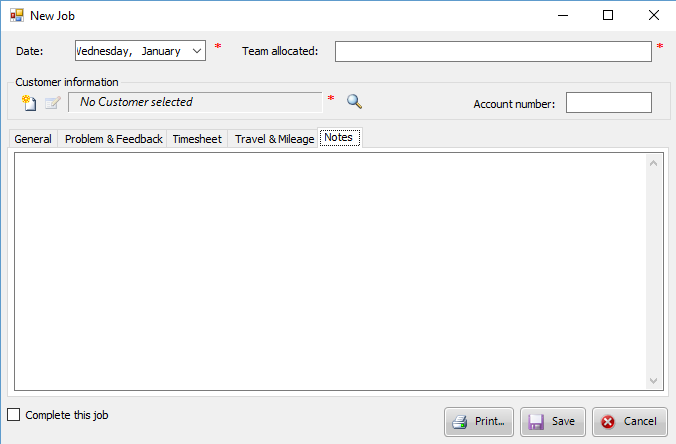 New Job
Date: Wednesday, January * Team allocated: *
Customer information
No Customer selected * Account number:
General Problem & Feedback Timesheet Travel & Mileage Notes
Complete this job Print... Save Cancel